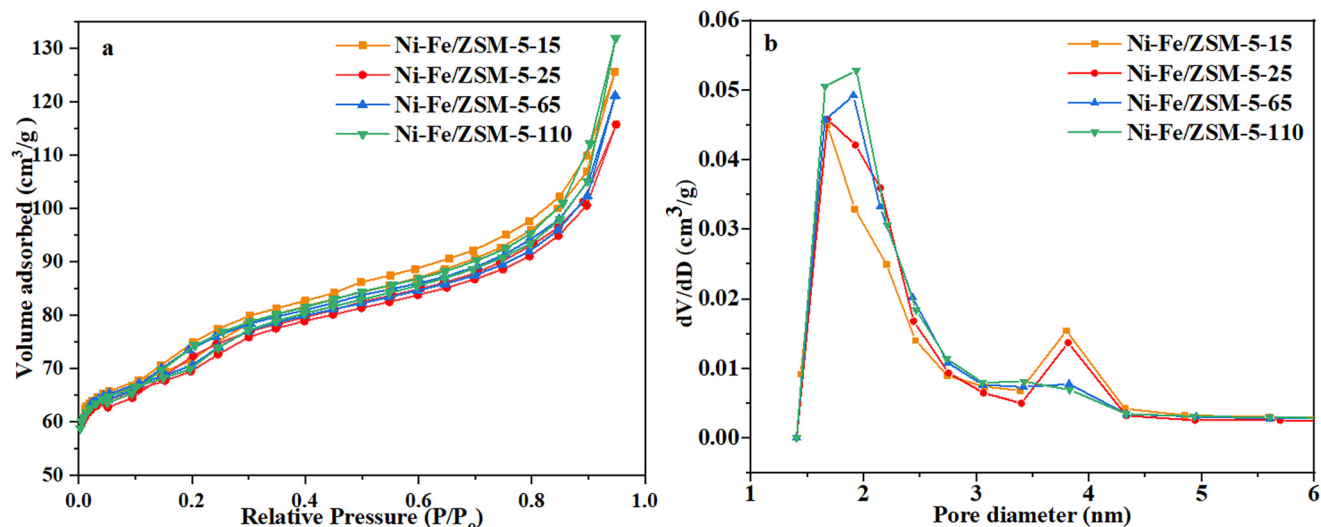 a
Ni-Fe/ZSM-5-15
Ni-Fe/ZSM-5-25
Ni-Fe/ZSM-5-65
Ni-Fe/ZSM-5-110
Volume adsorbed (cm³/g )
130
120
110
100
90
80
70
60
50
0.0 0.2 0.4 0.6 0.8 1.0
Relative Pressure (P/Pₒ)
b
Ni-Fe/ZSM-5-15
Ni-Fe/ZSM-5-25
Ni-Fe/ZSM-5-65
Ni-Fe/ZSM-5-110
dV/dD (cm³/g)
0.06
0.05
0.04
0.03
0.02
0.01
0.00
1 2 3 4 5 6
Pore diameter (nm)